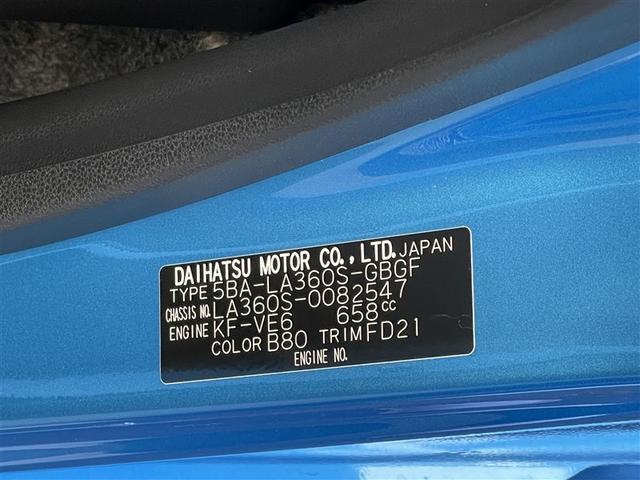 DAIHATSU MOTOR CO.,LTD. JAPAN
TYPE 5BA-LA360S-GBGF
CHASSIS NO. LA360S-0082547
ENGINE KF-VE6 658cc
COLOR B80 TRIM FD21
ENGINE NO.